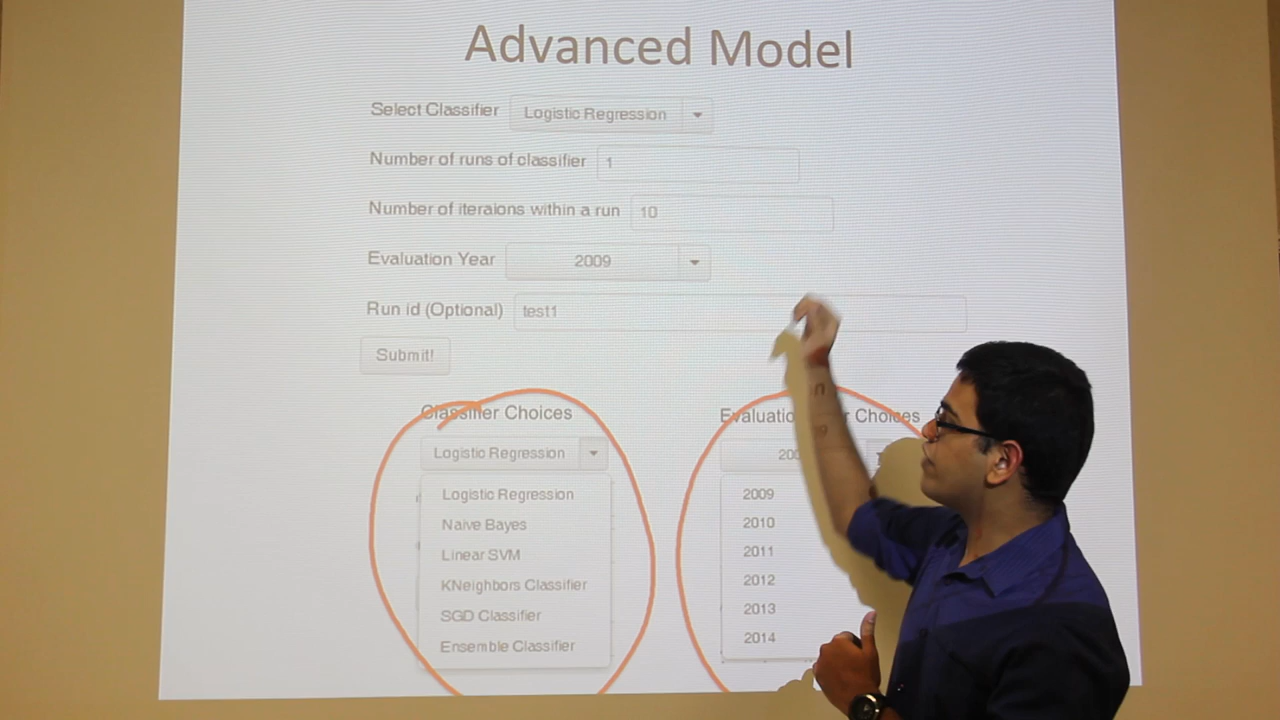 Advanced Model
Select Classifier Logistic Regression
Number of runs of classifier 1
Number of iteraions within a run 10
Evaluation Year 2009
Run id (Optional) test1
Submit!
Classifier Choices
Logistic Regression
Logistic Regression
Naive Bayes
Linear SVM
KNeighbors Classifier
SGD Classifier
Ensemble Classifier
Choices
2009
2010
2011
2012
2013
2014